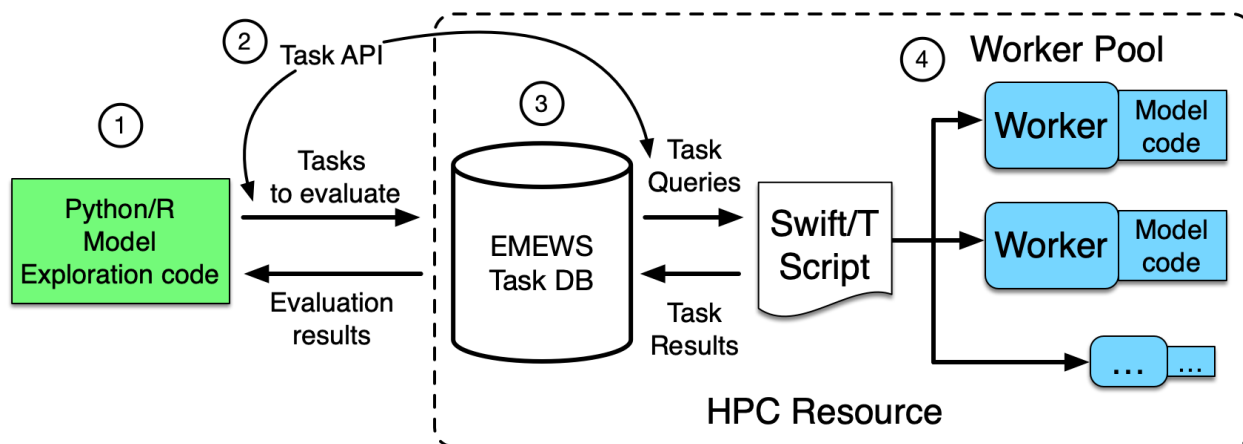 2
Task API
4
Worker Pool
1
3
Worker
Model
code
Tasks
to evaluate
Task
Queries
Python/R
Model
Exploration code
EMEWS
Task DB
Swift/T
Script
Worker
Model
code
Evaluation
results
Task
Results
...
...
HPC Resource